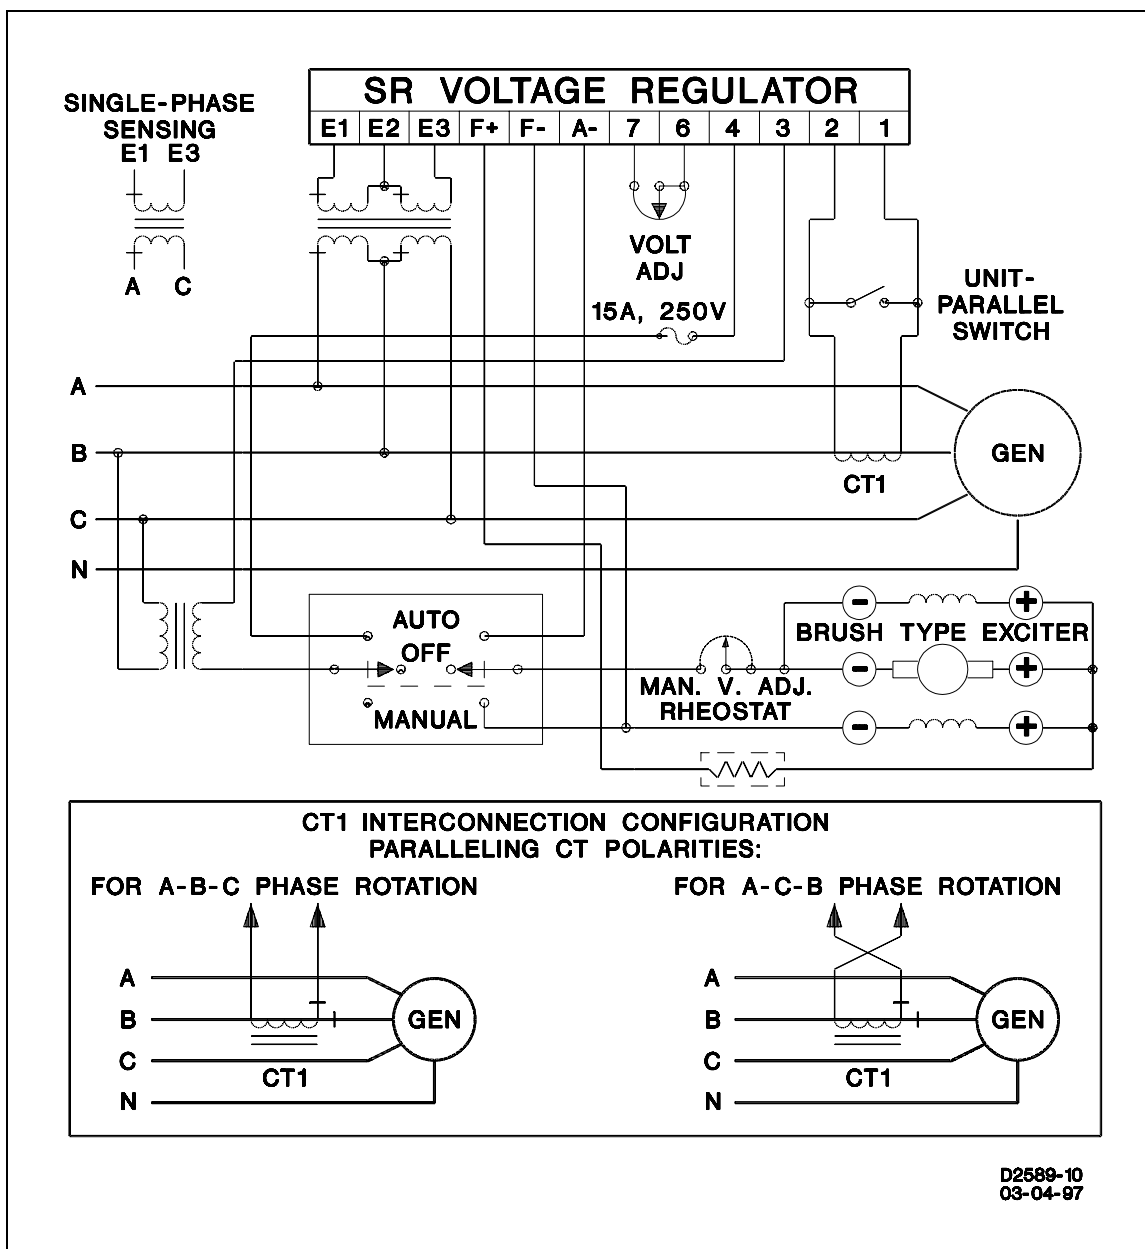 SR VOLTAGE REGULATOR
E1 E2 E3 F+ F- A- 7 6 4 3 2 1
SINGLE-PHASE
SENSING
E1 E3
A C
VOLT
ADJ
15A, 250V
UNIT-
PARALLEL
SWITCH
A
B
C
N
GEN
CT1
AUTO
OFF
MANUAL
MAN. V. ADJ.
RHEOSTAT
- +
BRUSH TYPE EXCITER
- +
- +
CT1 INTERCONNECTION CONFIGURATION
PARALLELING CT POLARITIES:
FOR A-B-C PHASE ROTATION
A
B
C
N
GEN
CT1
FOR A-C-B PHASE ROTATION
A
B
C
N
GEN
CT1
D2589-10
03-04-97